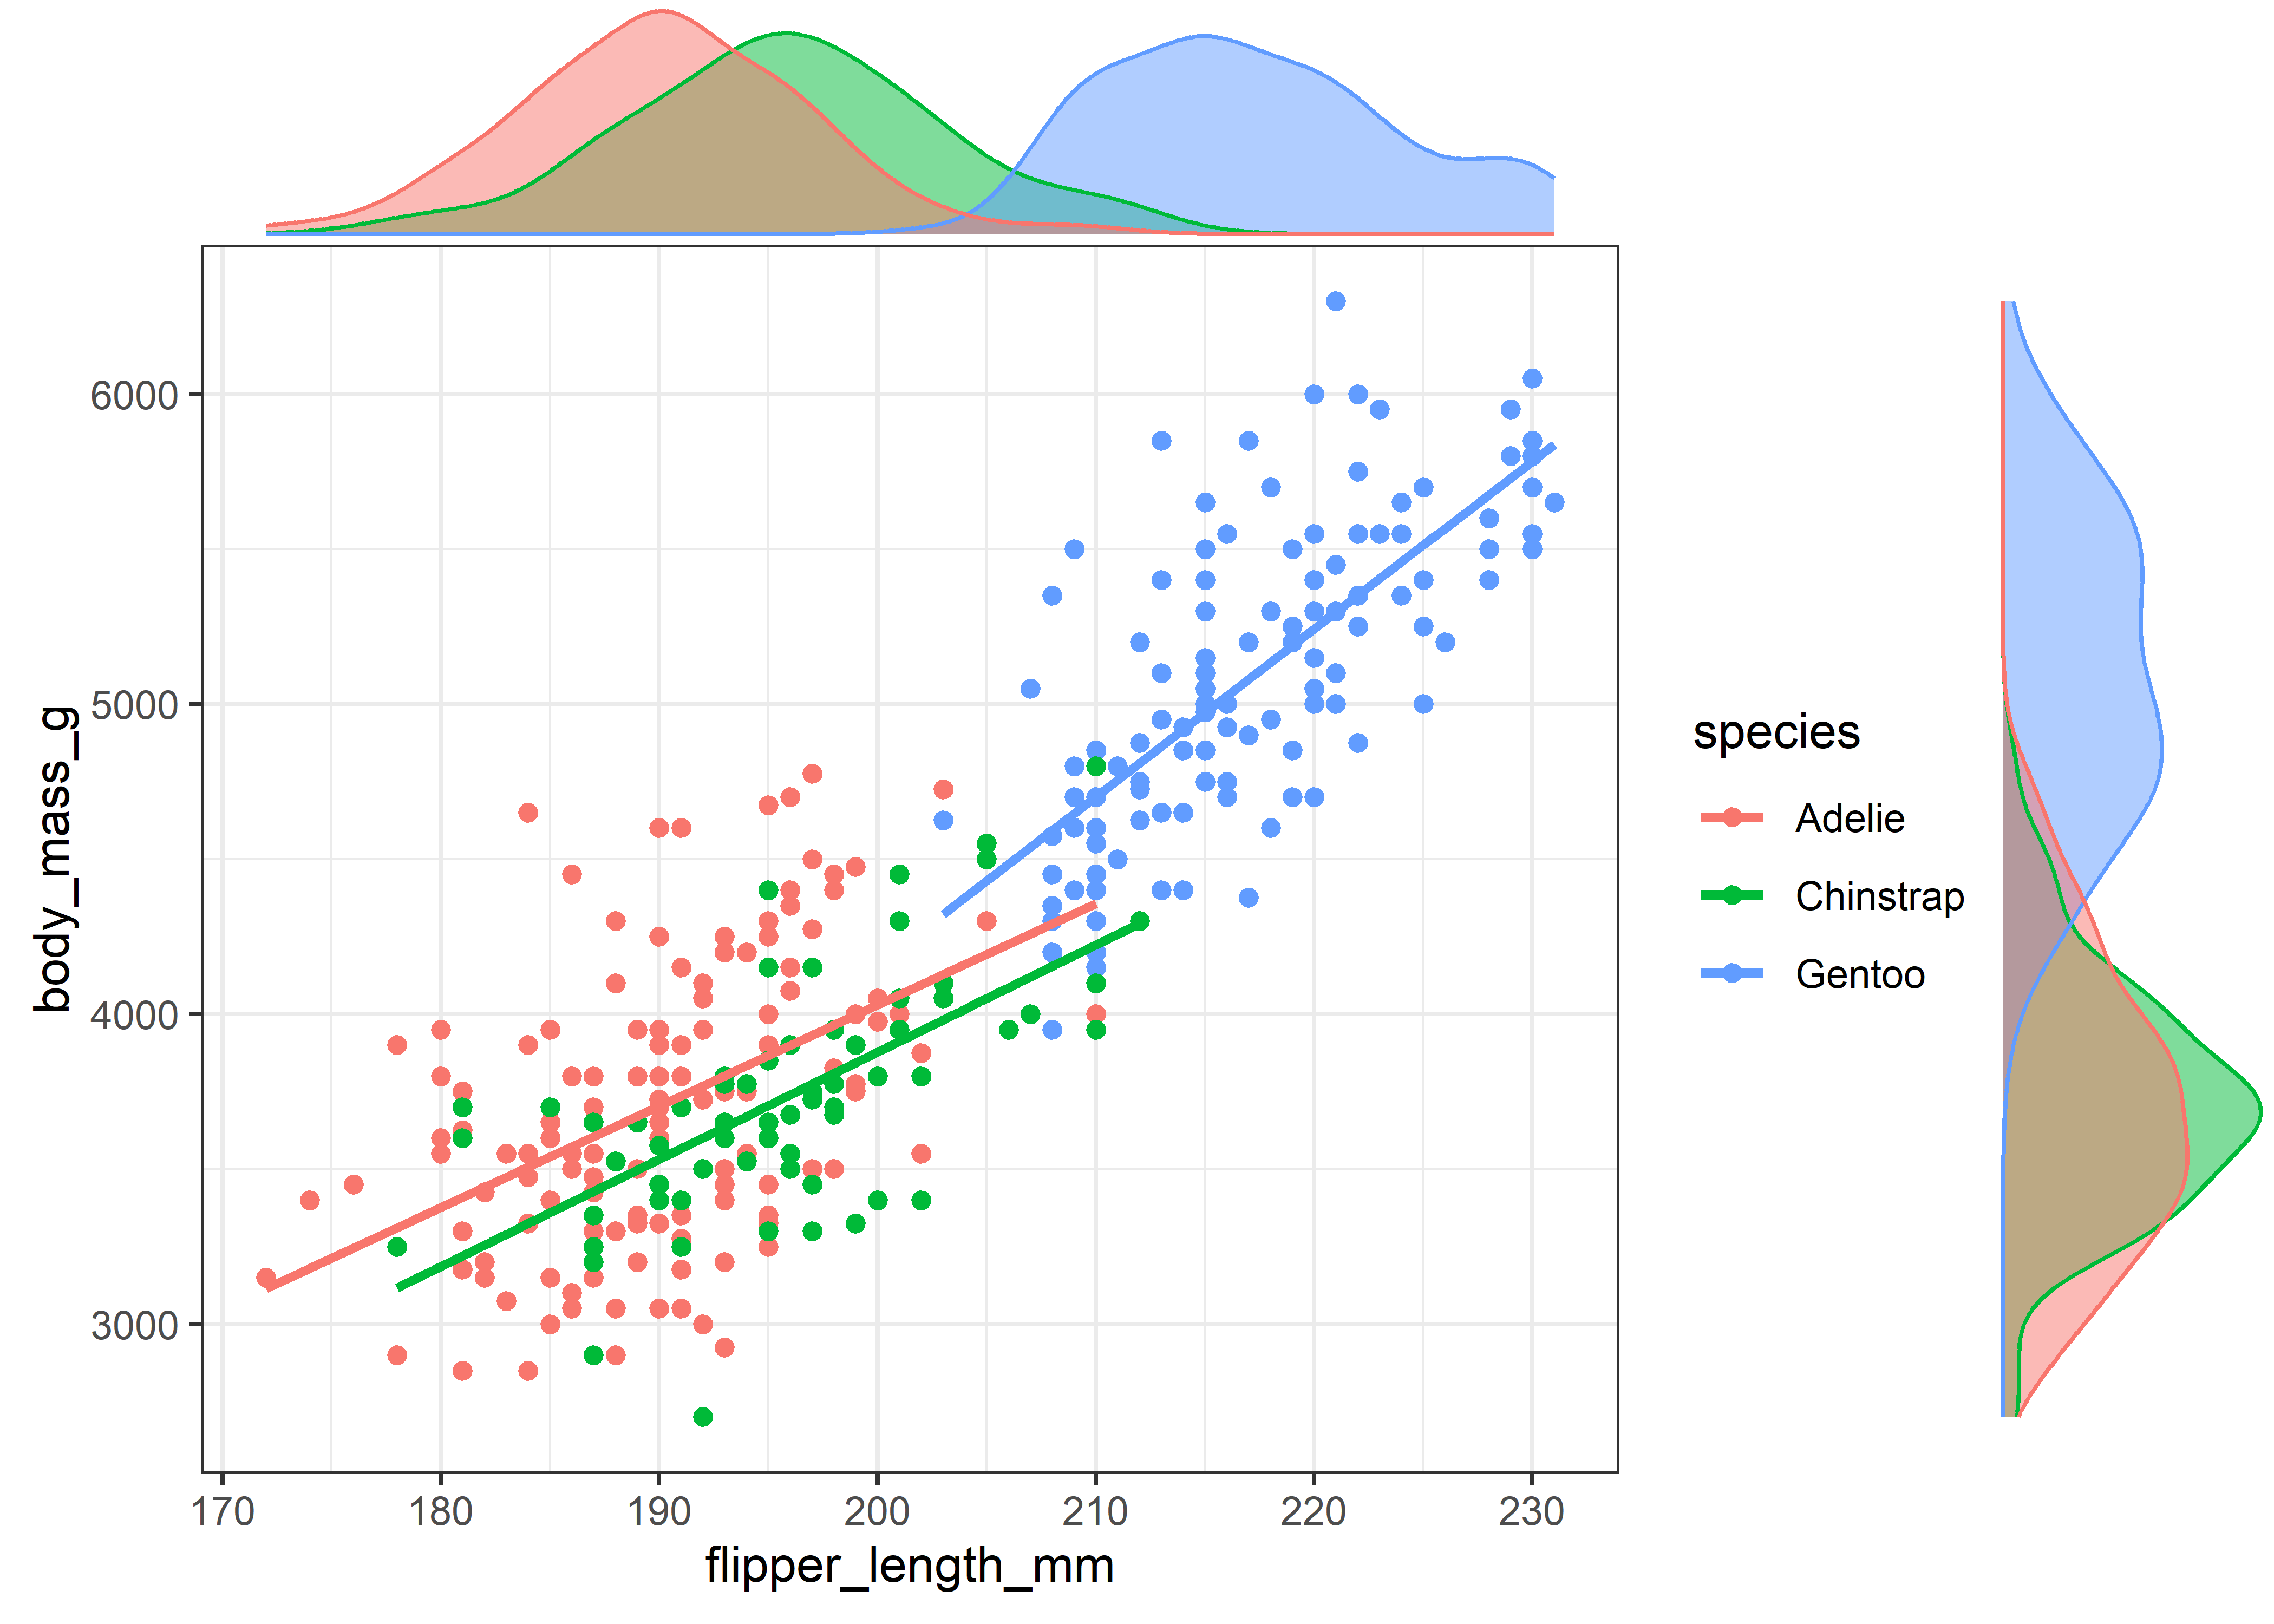 6000
5000
4000
3000
body_mass_g
170 180 190 200 210 220 230
flipper_length_mm
species
Adelie
Chinstrap
Gentoo